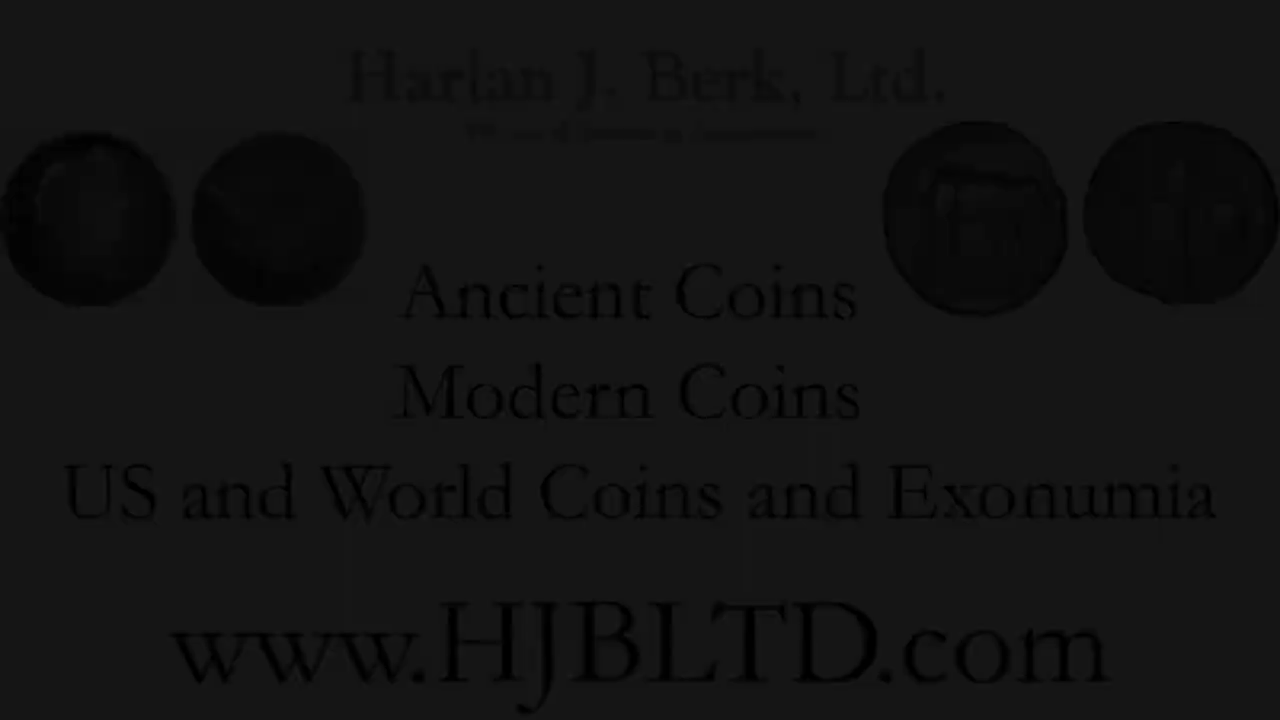 Harlan J. Berk, Ltd.
Ancient Coins
Modern Coins
US and World Coins and Exonumia
www.HJBLTD.com